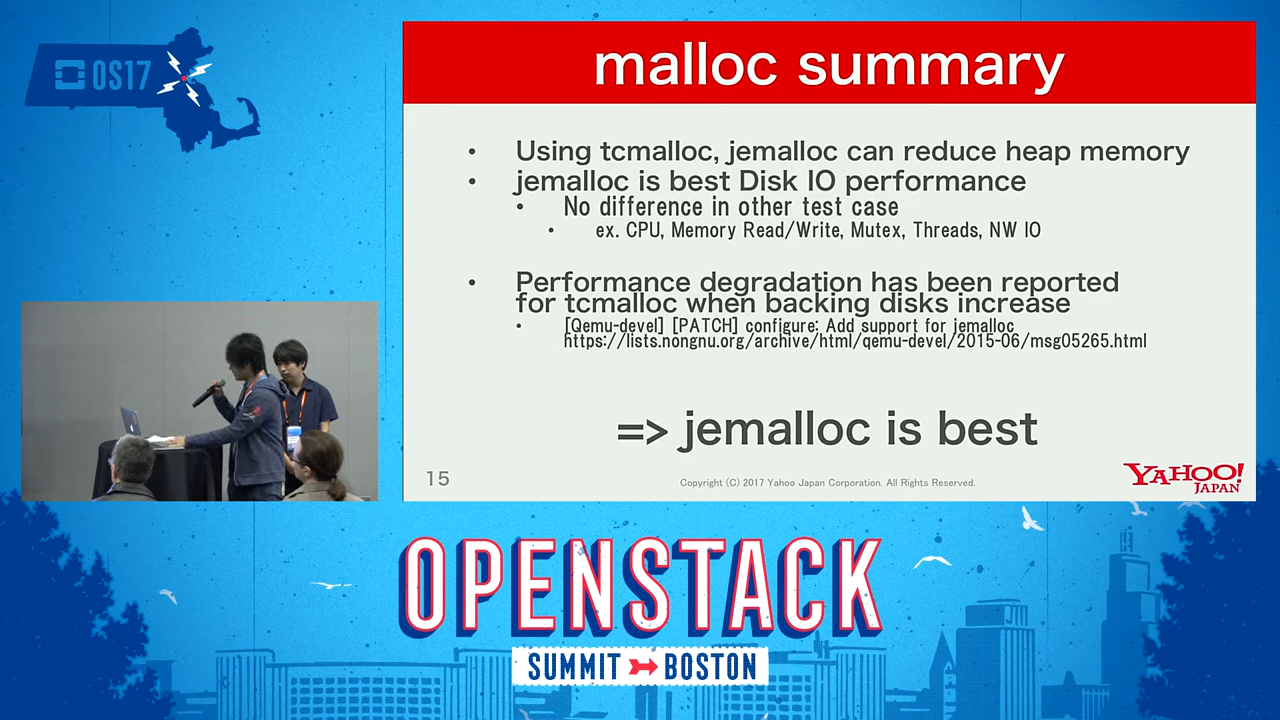 OS17
malloc summary
• Using tcmalloc, jemalloc can reduce heap memory
• jemalloc is best Disk IO performance
• No difference in other test case
• ex. CPU, Memory Read/Write, Mutex, Threads, NW IO
• Performance degradation has been reported
for tcmalloc when backing disks increase
• [Qemu-devel] [PATCH] configure: Add support for jemalloc
https://lists.nongnu.org/archive/html/qemu-devel/2015-06/msg05265.html
=> jemalloc is best
15
Copyright (C) 2017 Yahoo Japan Corporation. All Rights Reserved.
YAHOO!
JAPAN
OPENSTACK
SUMMIT BOSTON